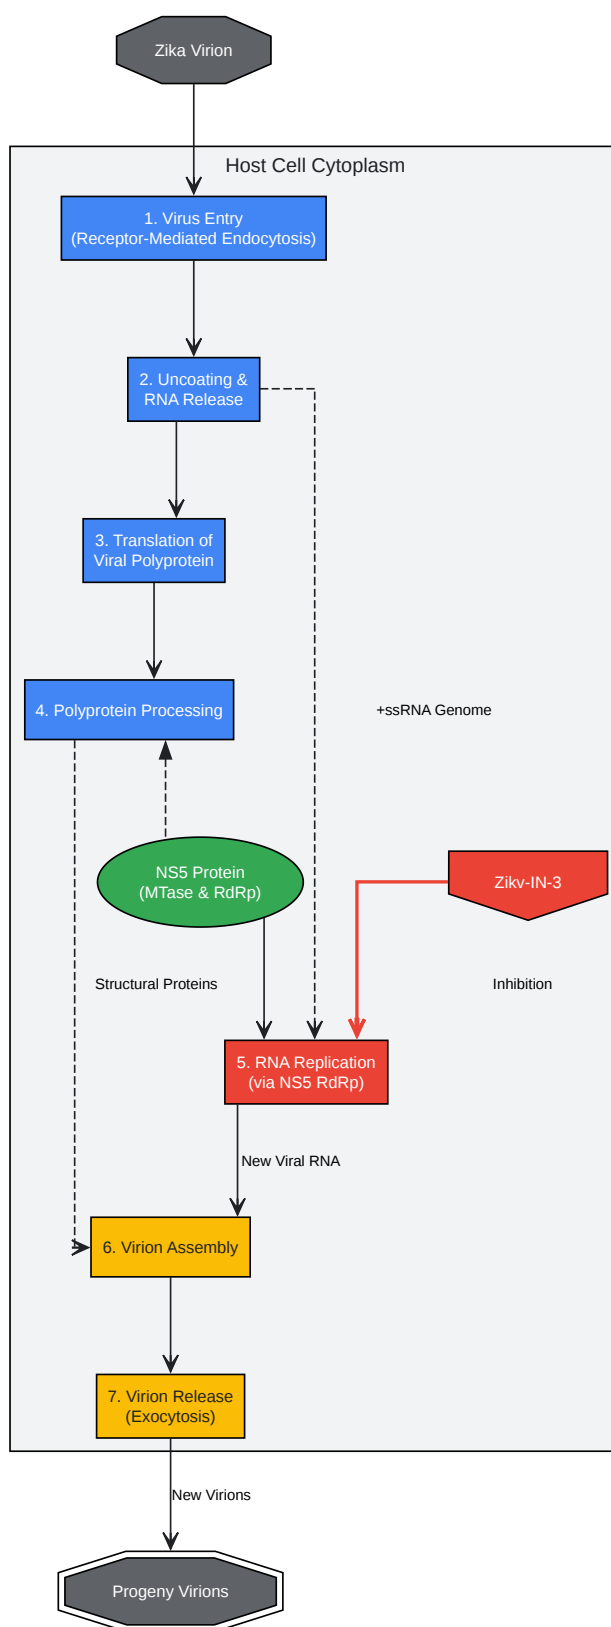 Zika Virion
Host Cell Cytoplasm
1. Virus Entry
(Receptor-Mediated Endocytosis)
2. Uncoating &
RNA Release
3. Translation of
Viral Polyprotein
4. Polyprotein Processing
+ssRNA Genome
NS5 Protein
(MTase & RdRp)
Zikv-IN-3
Structural Proteins
Inhibition
5. RNA Replication
(via NS5 RdRp)
New Viral RNA
6. Virion Assembly
7. Virion Release
(Exocytosis)
New Virions
Progeny Virions